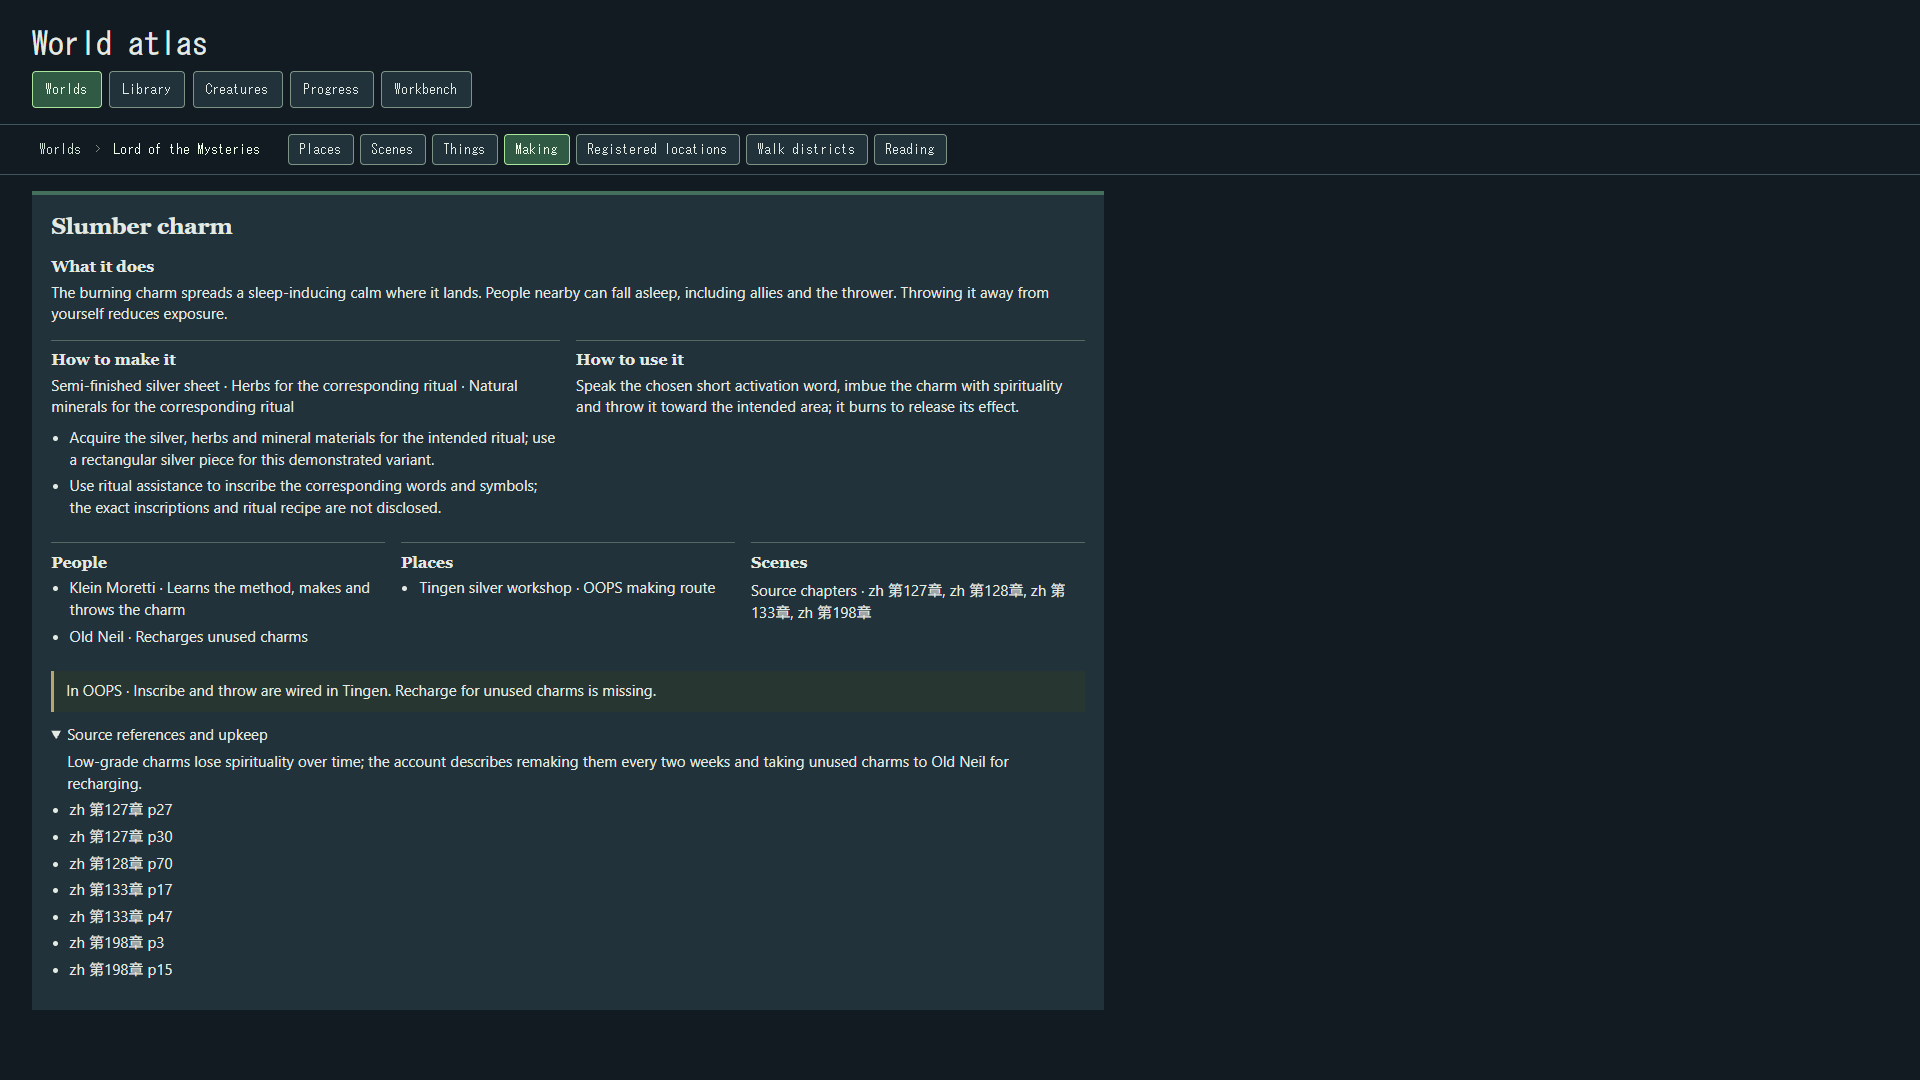 World atlas
Worlds Library Creatures Progress Workbench
Worlds > Lord of the Mysteries Places Scenes Things Making Registered locations Walk districts Reading
Slumber charm
What it does
The burning charm spreads a sleep-inducing calm where it lands. People nearby can fall asleep, including allies and the thrower. Throwing it away from
yourself reduces exposure.
How to make it
Semi-finished silver sheet · Herbs for the corresponding ritual · Natural
minerals for the corresponding ritual
• Acquire the silver, herbs and mineral materials for the intended ritual; use
a rectangular silver piece for this demonstrated variant.
• Use ritual assistance to inscribe the corresponding words and symbols;
the exact inscriptions and ritual recipe are not disclosed.
How to use it
Speak the chosen short activation word, imbue the charm with spirituality
and throw it toward the intended area; it burns to release its effect.
People
• Klein Moretti · Learns the method, makes and
throws the charm
• Old Neil · Recharges unused charms
Places
• Tingen silver workshop · OOPS making route
Scenes
Source chapters · zh 第127章, zh 第128章, zh 第
133章, zh 第198章
In OOPS · Inscribe and throw are wired in Tingen. Recharge for unused charms is missing.
▼ Source references and upkeep
Low-grade charms lose spirituality over time; the account describes remaking them every two weeks and taking unused charms to Old Neil for
recharging.
• zh 第127章 p27
• zh 第127章 p30
• zh 第128章 p70
• zh 第133章 p17
• zh 第133章 p47
• zh 第198章 p3
• zh 第198章 p15